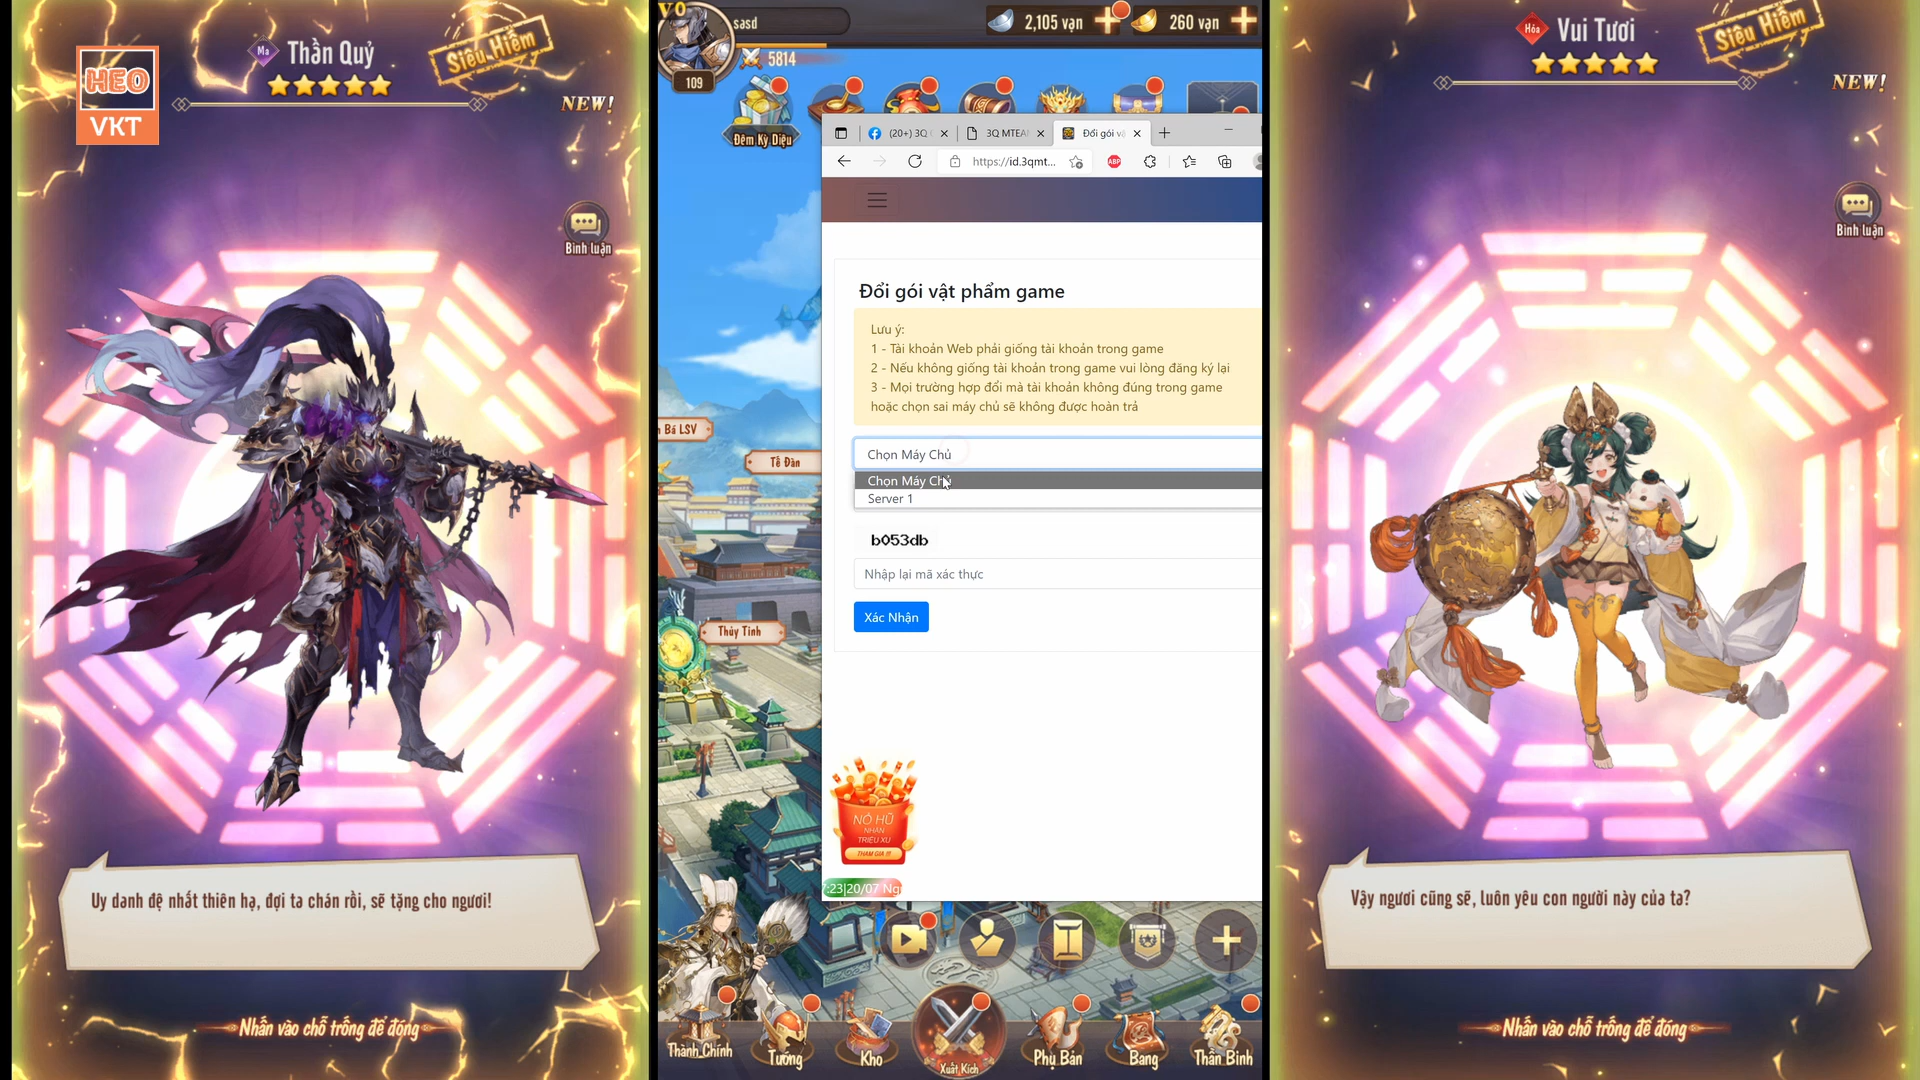 HEO
VKT
Ma
Thần Quỷ
Siêu Hiếm
NEW!
Bình luận
Uy danh đệ nhất thiên hạ, đợi ta chán rồi, sẽ tặng cho ngươi!
Nhấn vào chỗ trống để đóng
V0
sasd
2,105 vạn
260 vạn
5814
109
Đêm Kỳ Diệu
(20+) 3Q
3Q MTEA
Đổi gói vậ
https://id.3qmt...
ABP
Đổi gói vật phẩm game
Lưu ý:
1 - Tài khoản Web phải giống tài khoản trong game
2 - Nếu không giống tài khoản trong game vui lòng đăng ký lại
3 - Mọi trường hợp đổi mà tài khoản không đúng trong game
hoặc chọn sai máy chủ sẽ không được hoàn trả
Chọn Máy Chủ
Chọn Máy Chủ
Server 1
b053db
Nhập lại mã xác thực
Xác Nhận
Bá LSV
Tế Đàn
Thủy Tinh
NỔ HŨ
NHẬN
TRIỆU XU
THAM GIA !!!
:23|20/07 Ng
Thành Chính
Tướng
Kho
Xuất Kích
Phụ Bản
Bang
Thần Binh
Hỏa
Vui Tươi
Siêu Hiếm
NEW!
Bình luận
Vậy ngươi cũng sẽ, luôn yêu con người này của ta?
Nhấn vào chỗ trống để đóng